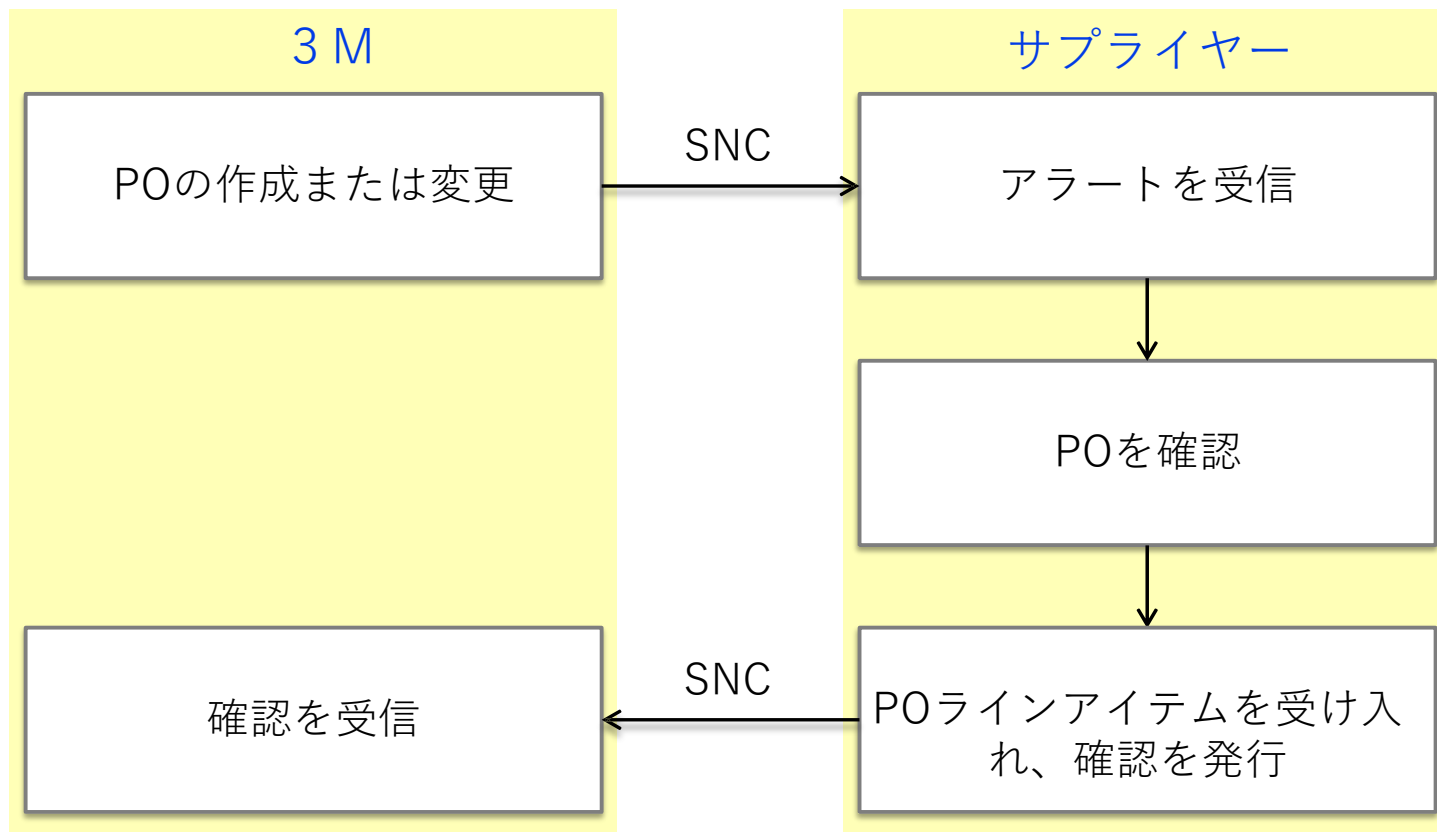 ３Ｍ
サプライヤー
POの作成または変更
SNC
アラートを受信
POを確認
確認を受信
SNC
POラインアイテムを受け入
れ、確認を発行